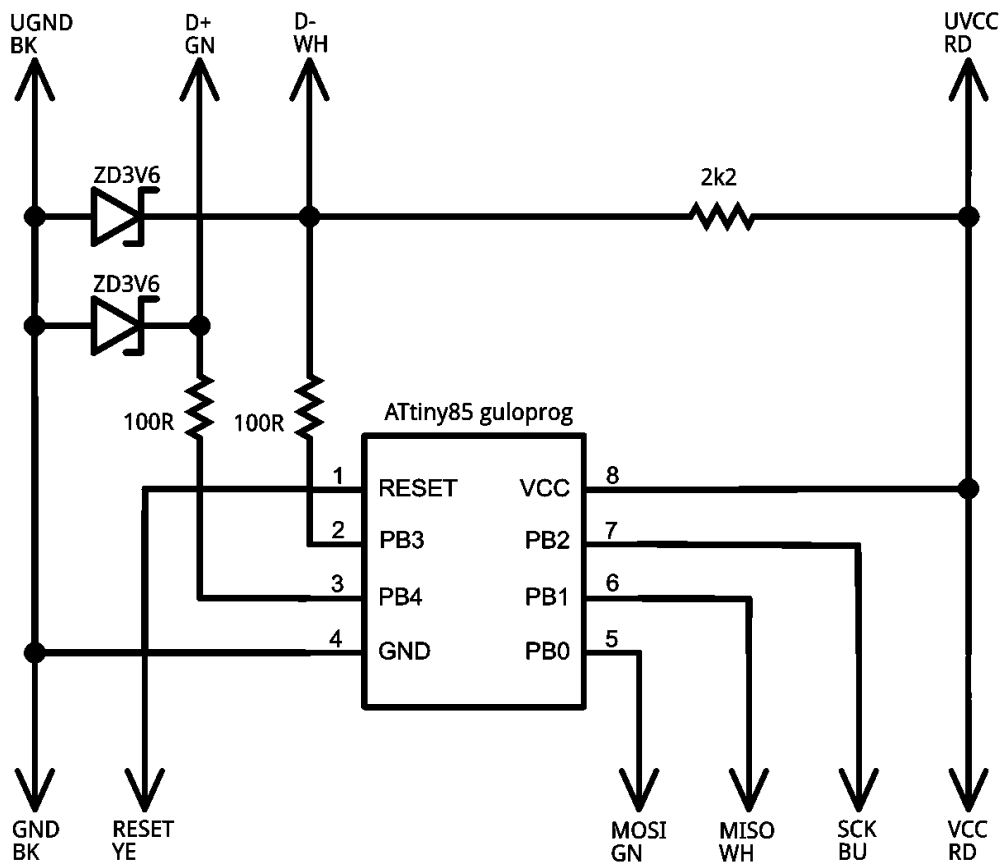 UGND
BK
D+
GN
D-
WH
UVCC
RD
ZD3V6
2k2
ZD3V6
100R
100R
ATtiny85 guloprog
1
RESET
VCC
8
2
PB3
PB2
7
3
PB4
PB1
6
4
GND
PB0
5
GND
BK
RESET
YE
MOSI
GN
MISO
WH
SCK
BU
VCC
RD